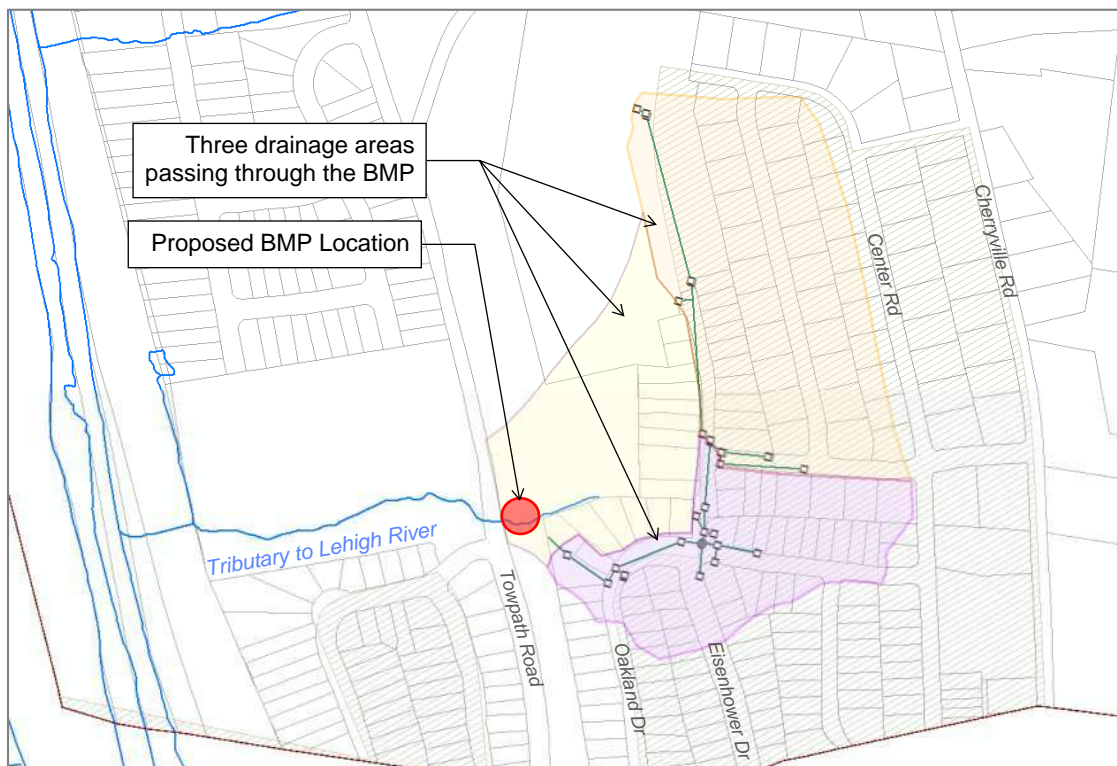 Three drainage areas
passing through the BMP
Proposed BMP Location
Cherryville Rd
Center Rd
Tributary to Lehigh River
Towpath Road
Oakland Dr
Eisenhower Dr